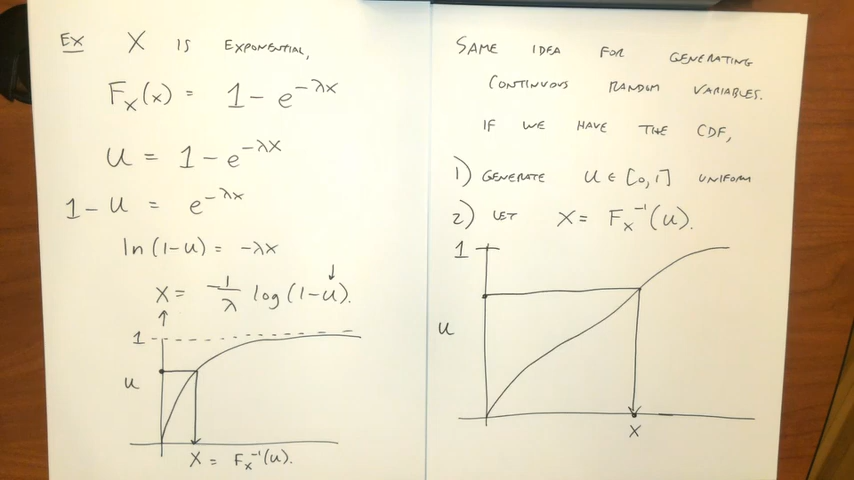 EX X IS EXPONENTIAL,
F_X(x) = 1 - e^{-λx}
U = 1 - e^{-λX}
1 - U = e^{-λx}
ln(1-U) = -λX
X = -1/λ log(1-U).
1
U
X = F_X^{-1}(U).
SAME IDEA FOR GENERATING
CONTINUOUS RANDOM VARIABLES.
IF WE HAVE THE CDF,
1) GENERATE U ∈ [0,1] UNIFORM
2) LET X = F_X^{-1}(U).
1
U
X